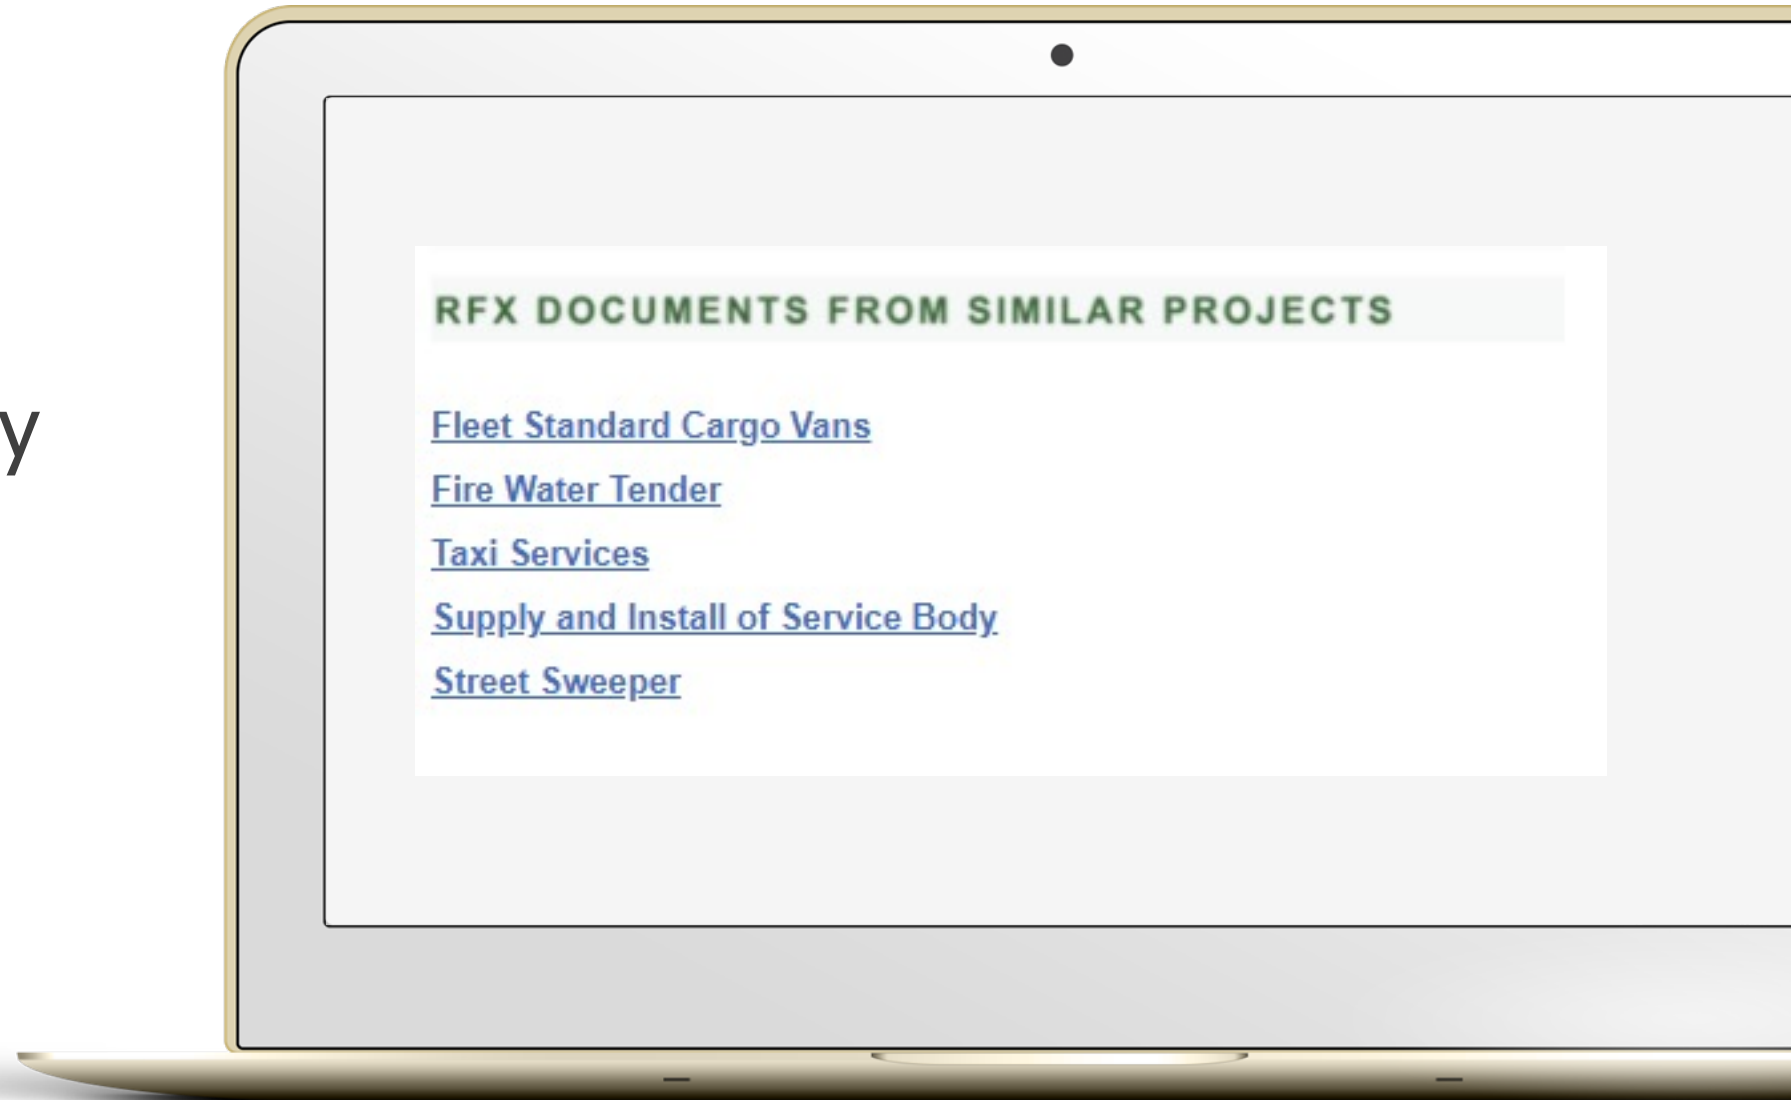 y
RFX DOCUMENTS FROM SIMILAR PROJECTS
Fleet Standard Cargo Vans
Fire Water Tender
Taxi Services
Supply and Install of Service Body
Street Sweeper